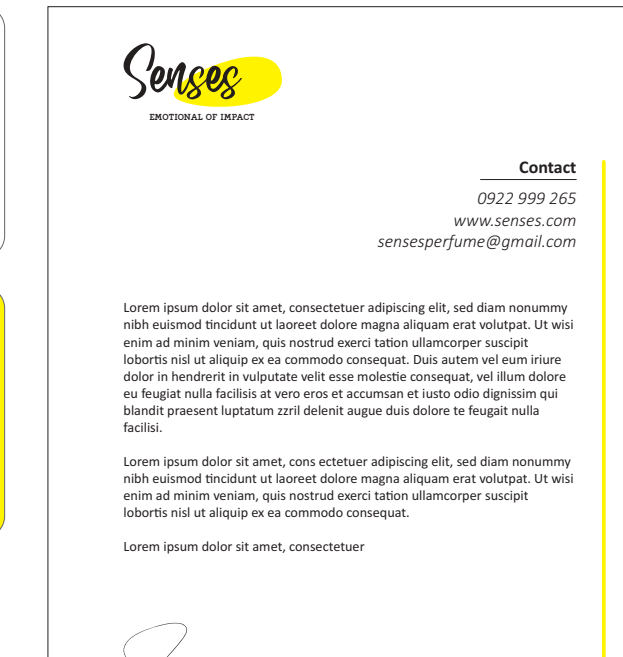 Senses
EMOTIONAL OF IMPACT
Contact
0922 999 265
www.senses.com
sensesperfume@gmail.com
Lorem ipsum dolor sit amet, consectetuer adipiscing elit, sed diam nonummy
nibh euismod tincidunt ut laoreet dolore magna aliquam erat volutpat. Ut wisi
enim ad minim veniam, quis nostrud exerci tation ullamcorper suscipit
lobortis nisl ut aliquip ex ea commodo consequat. Duis autem vel eum iriure
dolor in hendrerit in vulputate velit esse molestie consequat, vel illum dolore
eu feugiat nulla facilisis at vero eros et accumsan et iusto odio dignissim qui
blandit praesent luptatum zzril delenit augue duis dolore te feugait nulla
facilisi.
Lorem ipsum dolor sit amet, cons ectetuer adipiscing elit, sed diam nonummy
nibh euismod tincidunt ut laoreet dolore magna aliquam erat volutpat. Ut wisi
enim ad minim veniam, quis nostrud exerci tation ullamcorper suscipit
lobortis nisl ut aliquip ex ea commodo consequat.
Lorem ipsum dolor sit amet, consectetuer